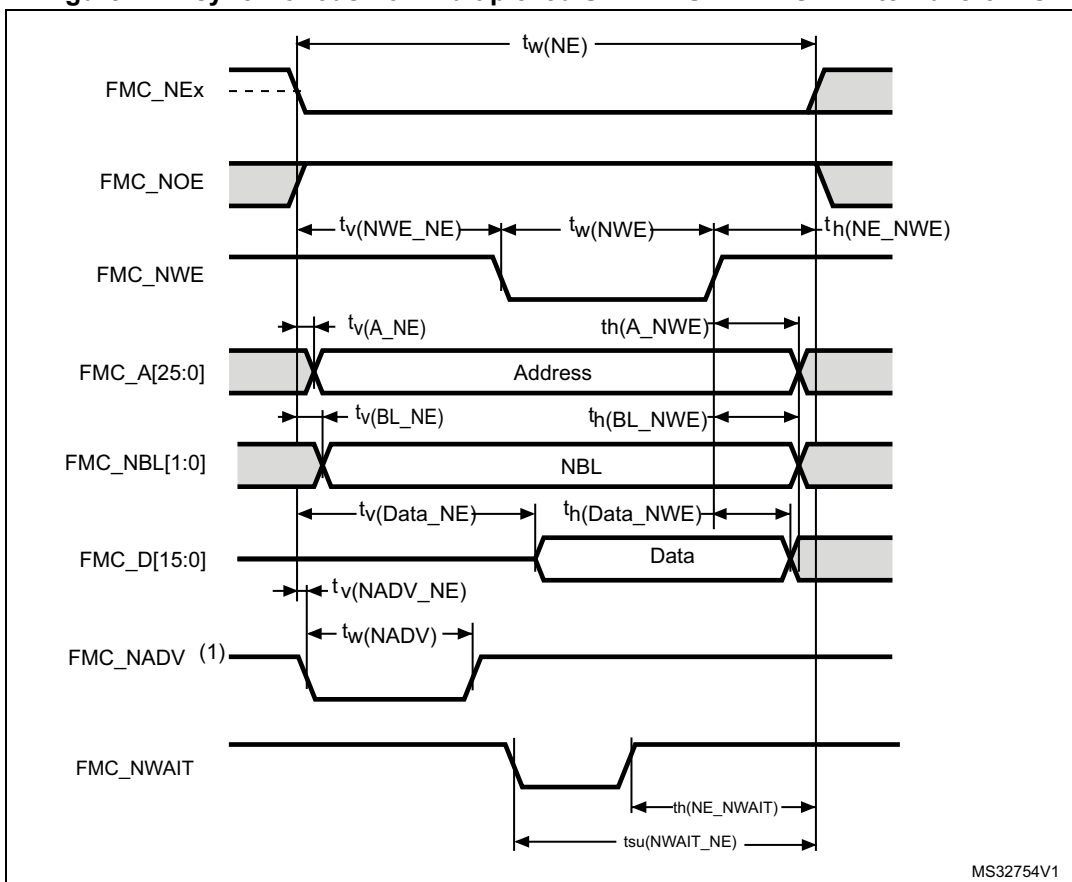 tw(NE)
FMC_NEx
FMC_NOE
tv(NWE_NE) tw(NWE) th(NE_NWE)
FMC_NWE
tv(A_NE) th(A_NWE)
FMC_A[25:0] Address
tv(BL_NE) th(BL_NWE)
FMC_NBL[1:0] NBL
tv(Data_NE) th(Data_NWE)
FMC_D[15:0] Data
tv(NADV_NE)
tw(NADV)
FMC_NADV (1)
FMC_NWAIT
th(NE_NWAIT)
tsu(NWAIT_NE)
MS32754V1